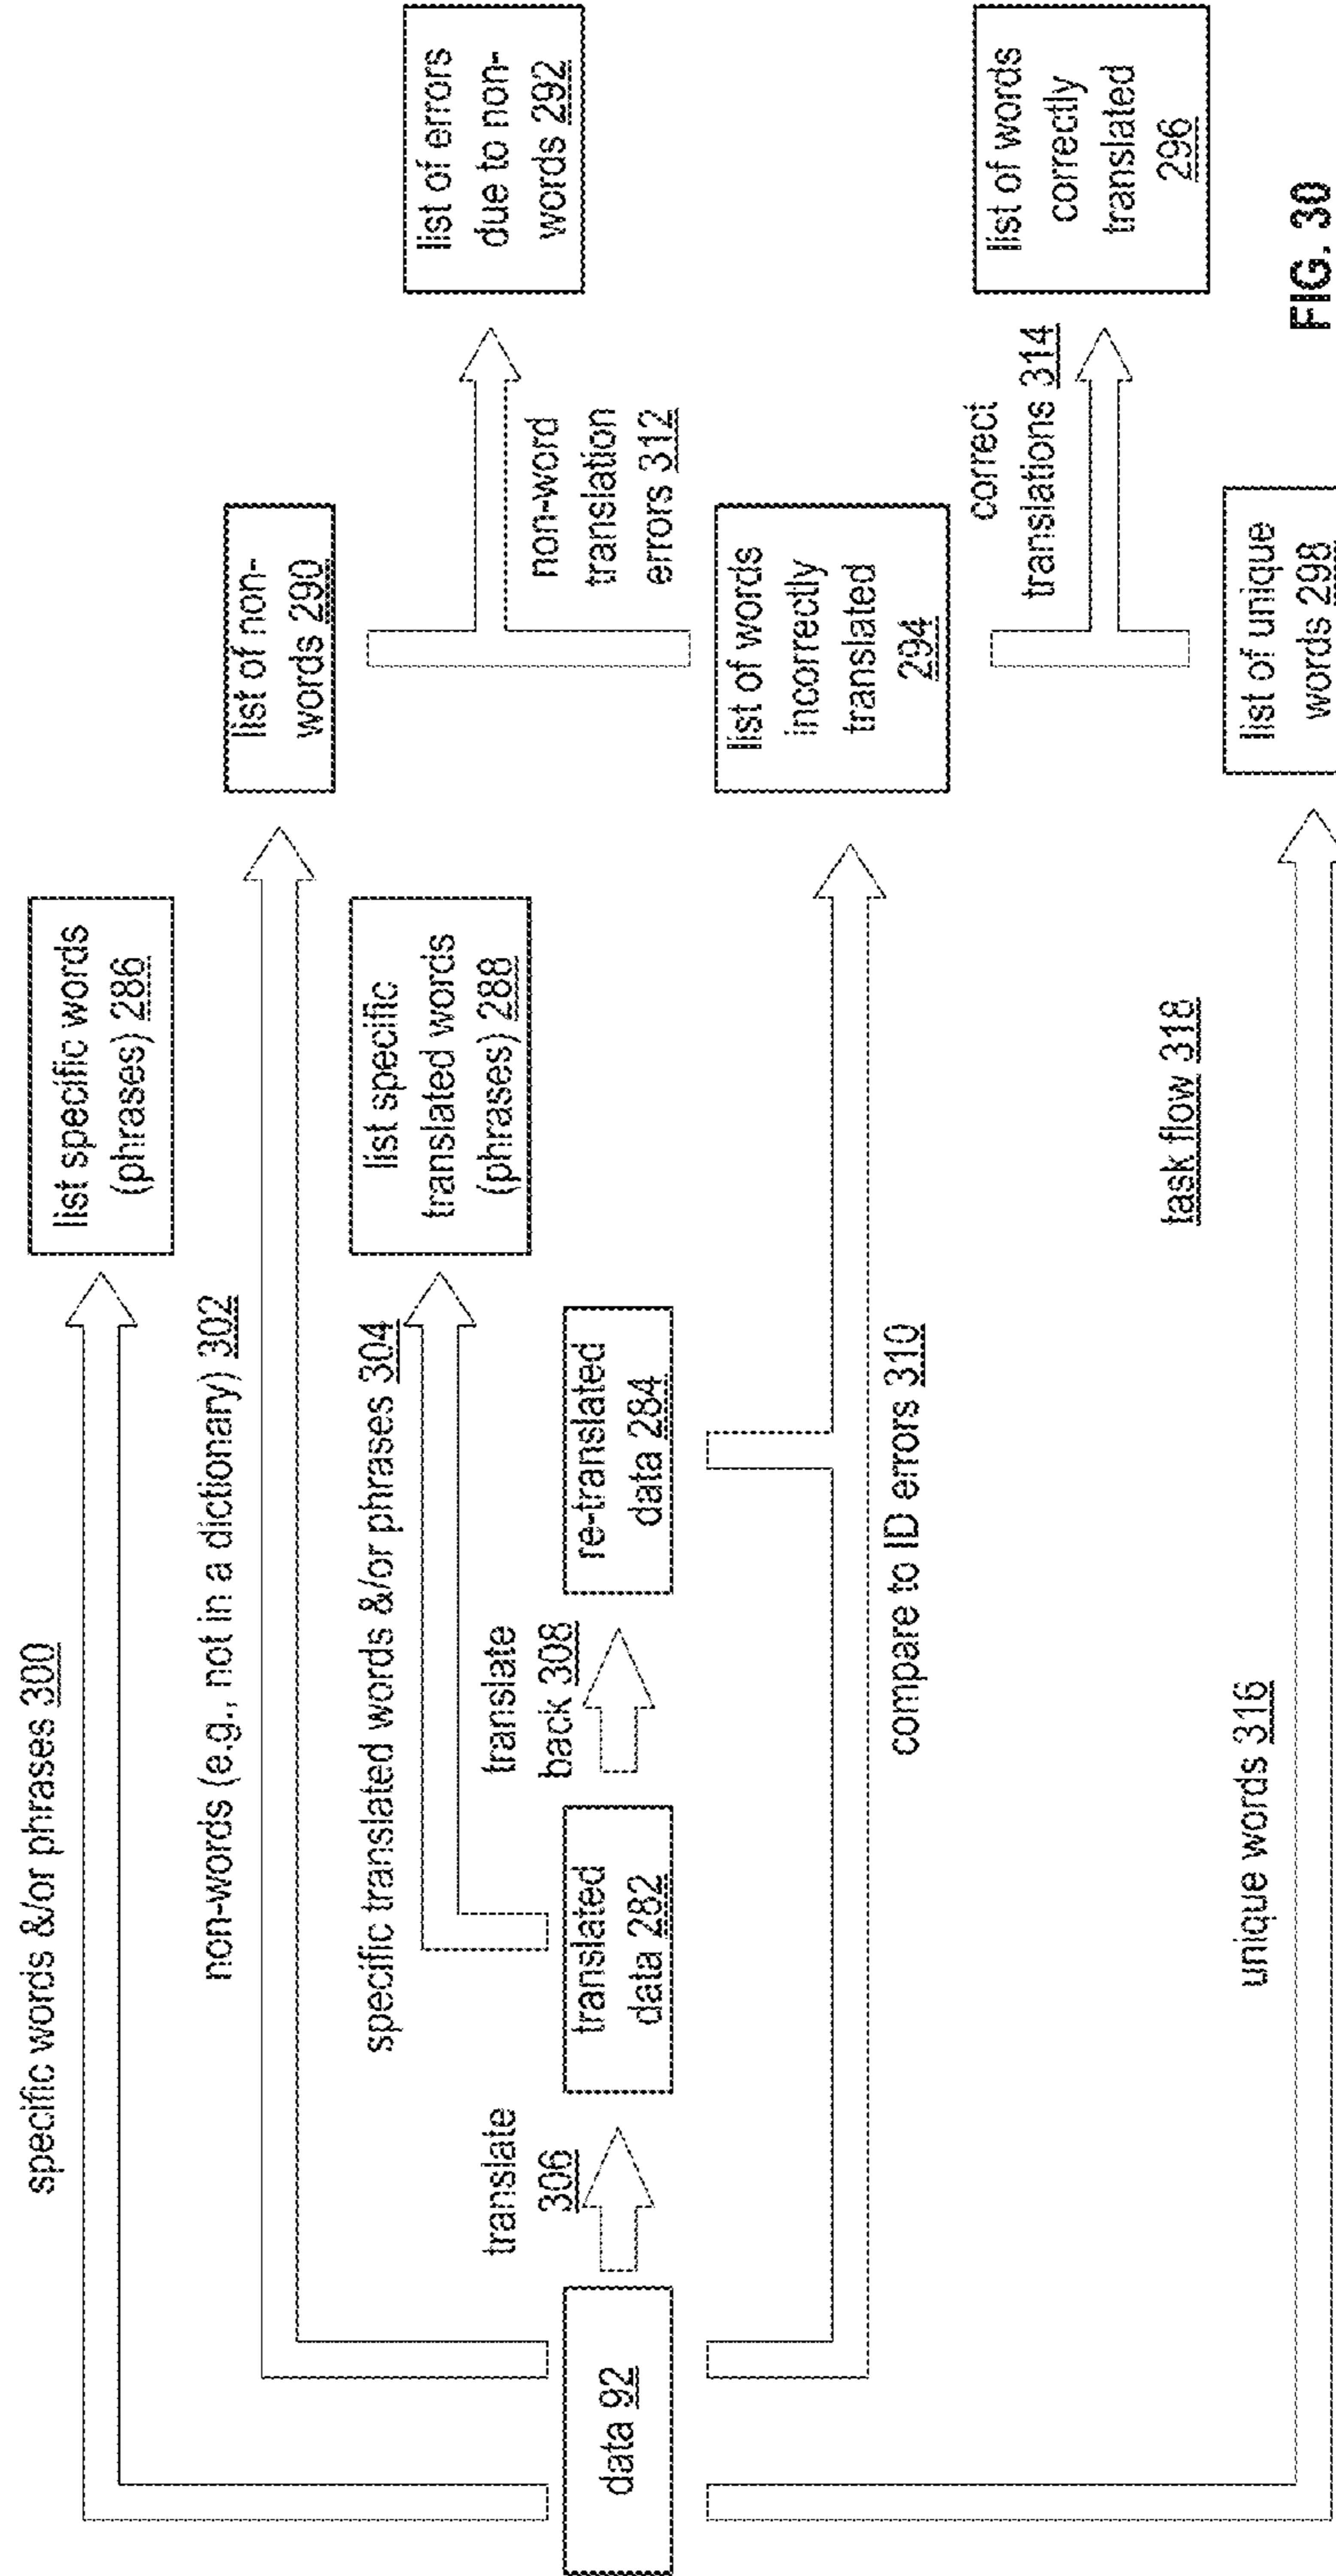 specific words &/or phrases 300
list specific words
(phrases) 286
non-words (e.g., not in a dictionary) 302
list of non-
words 290
specific translated words &/or phrases 304
list specific
translated words
(phrases) 288
list of errors
due to non-
words 292
non-word
translation
errors 312
data 92
translate
306
translated
data 282
translate
back 308
re-translated
data 284
compare to ID errors 310
list of words
incorrectly
translated
294
correct
translations 314
list of words
correctly
translated
296
unique words 316
task flow 318
list of unique
words 298
FIG. 30